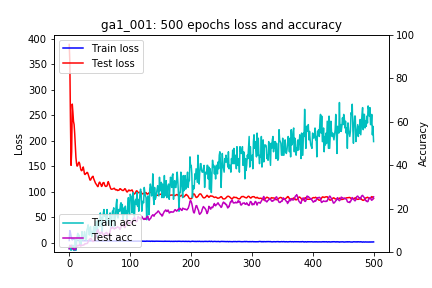 ga1_001: 500 epochs loss and accuracy
Train loss
Test loss
Train acc
Test acc
Loss
400
350
300
250
200
150
100
50
0
Accuracy
100
80
60
40
20
0
0 100 200 300 400 500